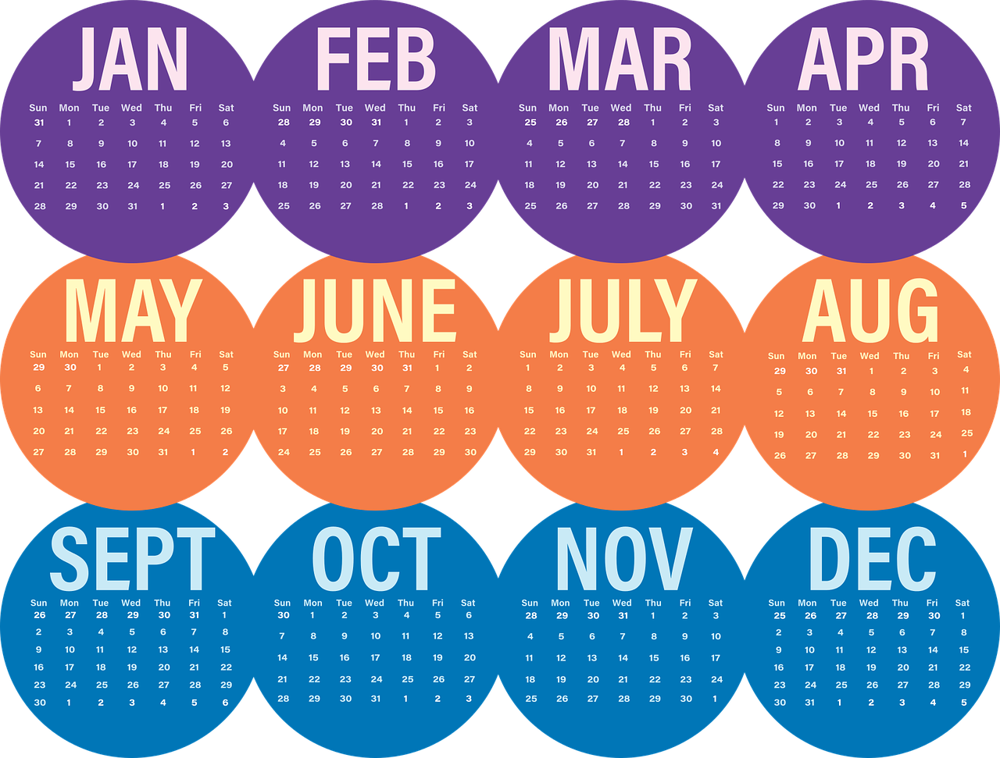 JAN
Sun Mon Tue Wed Thu Fri Sat
31 1 2 3 4 5 6
7 8 9 10 11 12 13
14 15 16 17 18 19 20
21 22 23 24 25 26 27
28 29 30 31 1 2 3
FEB
Sun Mon Tue Wed Thu Fri Sat
28 29 30 31 1 2 3
4 5 6 7 8 9 10
11 12 13 14 15 16 17
18 19 20 21 22 23 24
25 26 27 28 1 2 3
MAR
Sun Mon Tue Wed Thu Fri Sat
25 26 27 28 1 2 3
4 5 6 7 8 9 10
11 12 13 14 15 16 17
18 19 20 21 22 23 24
25 26 27 28 29 30 31
APR
Sun Mon Tue Wed Thu Fri Sat
1 2 3 4 5 6 7
8 9 10 11 12 13 14
15 16 17 18 19 20 21
22 23 24 25 26 27 28
29 30 1 2 3 4 5
MAY
Sun Mon Tue Wed Thu Fri Sat
29 30 1 2 3 4 5
6 7 8 9 10 11 12
13 14 15 16 17 18 19
20 21 22 23 24 25 26
27 28 29 30 31 1 2
JUNE
Sun Mon Tue Wed Thu Fri Sat
27 28 29 30 31 1 2
3 4 5 6 7 8 9
10 11 12 13 14 15 16
17 18 19 20 21 22 23
24 25 26 27 28 29 30
JULY
Sun Mon Tue Wed Thu Fri Sat
1 2 3 4 5 6 7
8 9 10 11 12 13 14
15 16 17 18 19 20 21
22 23 24 25 26 27 28
29 30 31 1 2 3 4
AUG
Sun Mon Tue Wed Thu Fri Sat
29 30 31 1 2 3 4
5 6 7 8 9 10 11
12 13 14 15 16 17 18
19 20 21 22 23 24 25
26 27 28 29 30 31 1
SEPT
Sun Mon Tue Wed Thu Fri Sat
26 27 28 29 30 31 1
2 3 4 5 6 7 8
9 10 11 12 13 14 15
16 17 18 19 20 21 22
23 24 25 26 27 28 29
30 1 2 3 4 5 6
OCT
Sun Mon Tue Wed Thu Fri Sat
30 1 2 3 4 5 6
7 8 9 10 11 12 13
14 15 16 17 18 19 20
21 22 23 24 25 26 27
28 29 30 31 1 2 3
NOV
Sun Mon Tue Wed Thu Fri Sat
28 29 30 31 1 2 3
4 5 6 7 8 9 10
11 12 13 14 15 16 17
18 19 20 21 22 23 24
25 26 27 28 29 30 1
DEC
Sun Mon Tue Wed Thu Fri Sat
25 26 27 28 29 30 1
2 3 4 5 6 7 8
9 10 11 12 13 14 15
16 17 18 19 20 21 22
23 24 25 26 27 28 29
30 31 1 2 3 4 5